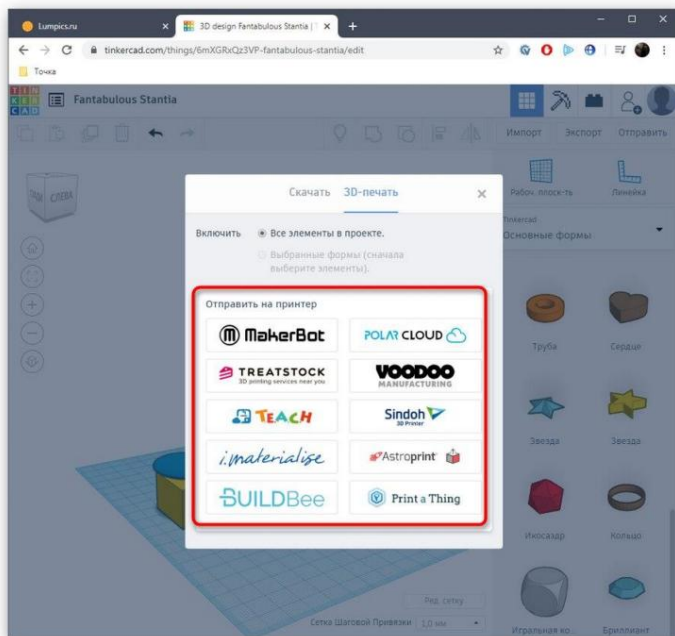 Lumpics.ru
3D design Fantabulous Stantia |
tinkercad.com/things/6mXGRxQz3VP-fantabulous-stantia/edit
Точка
TIN
KER
CAD
Fantabulous Stantia
Импорт
Экспорт
Отправить
СЛЕВА
Рабоч. плоск-ть
Линейка
Tinkercad
Основные формы
Скачать
3D-печать
Включить
Все элементы в проекте.
Выбранные формы (сначала
выберите элементы).
Отправить на принтер
MakerBot
POLAR CLOUD
TREATSTOCK
3D printing services near you
VOODOO
MANUFACTURING
TEACH
Sindoh
3D Printer
i.materialise
Astroprint
BUILDBee
Print a Thing
Труба
Сердце
Звезда
Звезда
Икосаэдр
Кольцо
Игральная ко...
Бриллиант
Ред. сетку
Сетка Шаговой Привязки
1,0 мм